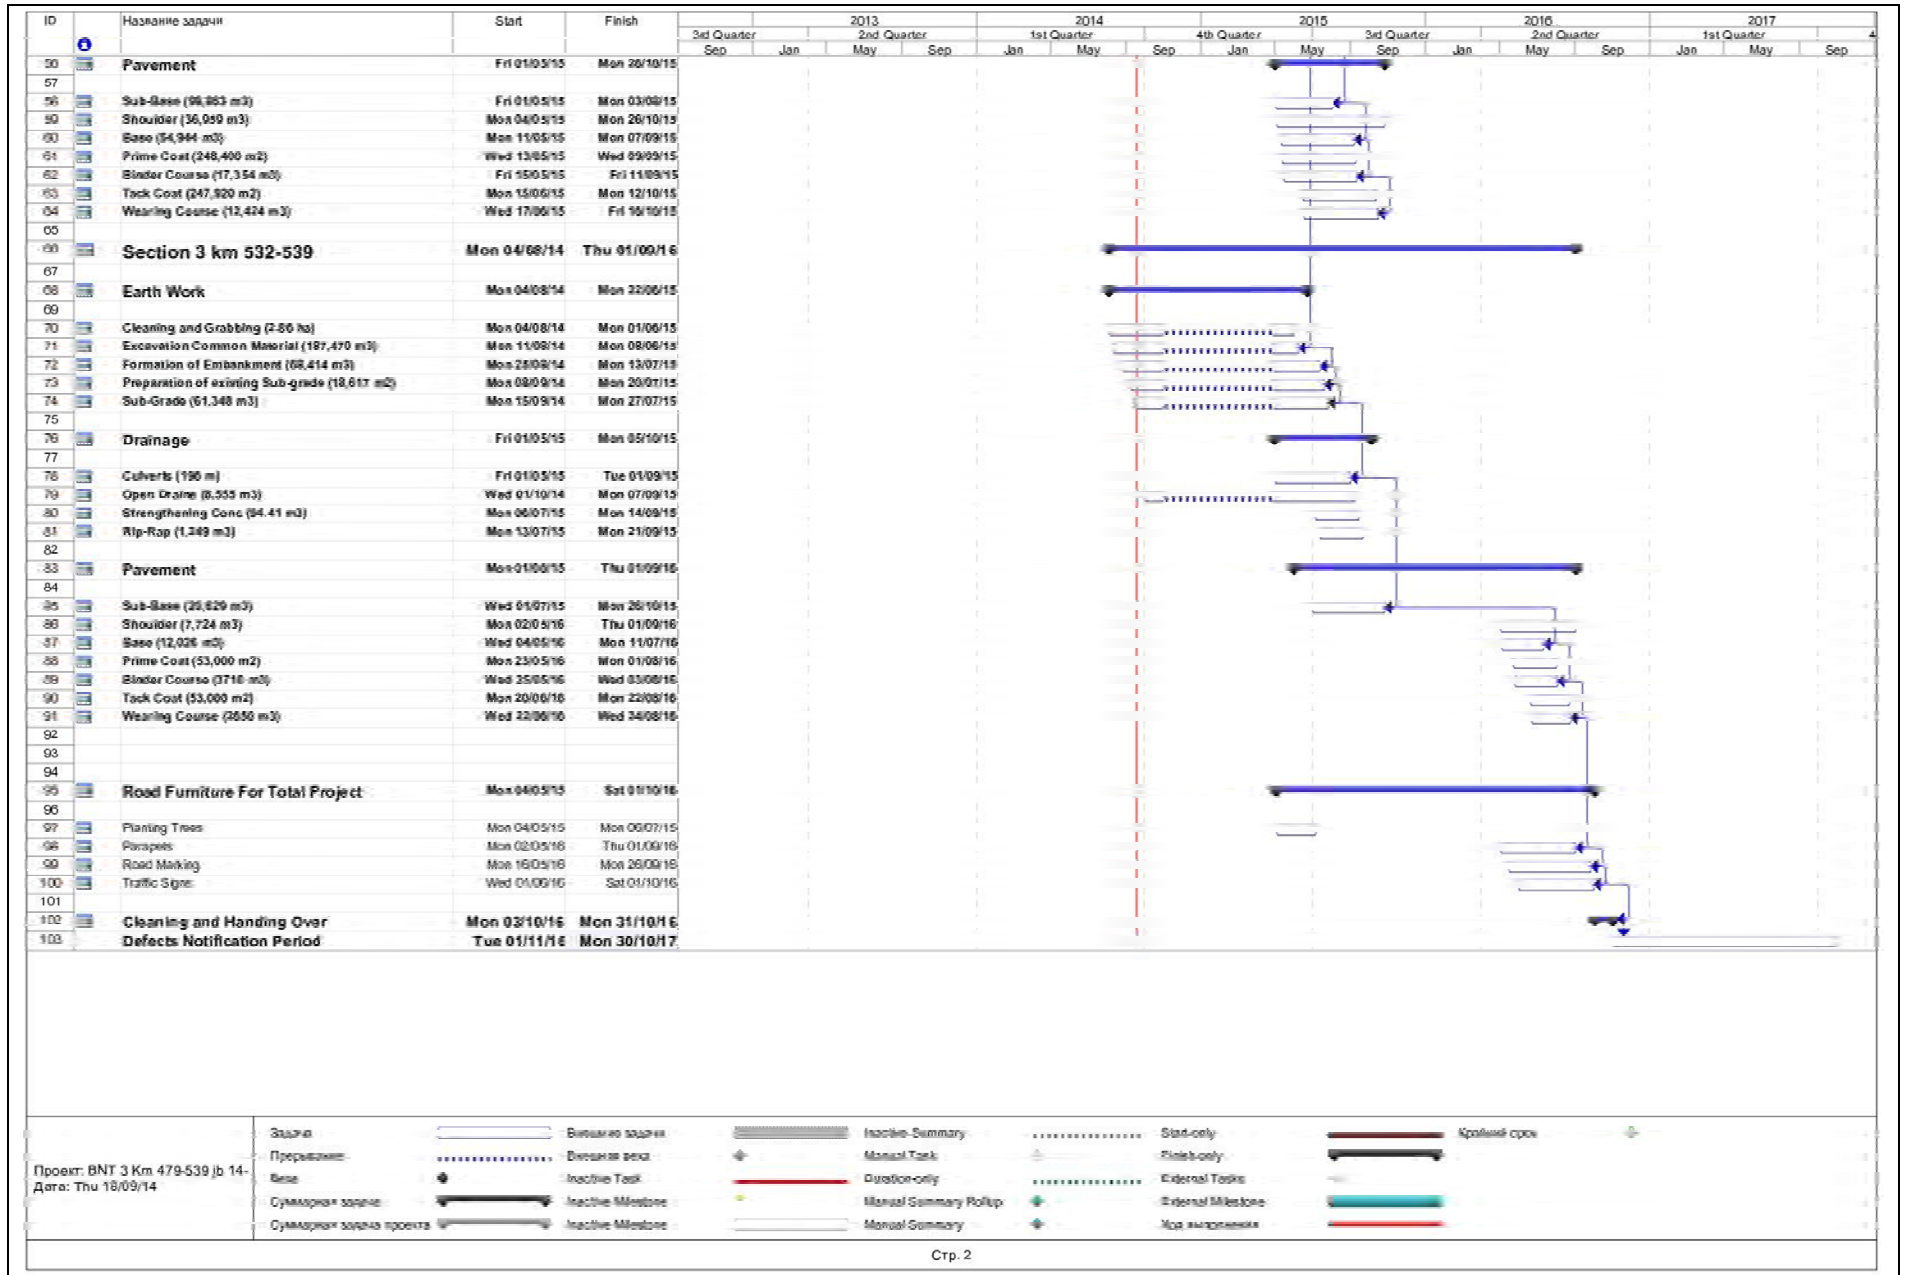 ID Название задачи Start Finish 2013 2014 2015 2016 2017
3rd Quarter 2nd Quarter 1st Quarter 4th Quarter 3rd Quarter 2nd Quarter 1st Quarter 4
Sep Jan May Sep Jan May Sep Jan May Sep Jan May Sep Jan May Sep
Pavement Fri 01/05/15 Mon 26/10/15
57
Sub-Base Fri 01/05/15 Mon 03/08/15
59 Shoulder (36,959 m3) Mon 04/05/15 Mon 26/10/15
60 Base (54,944 m3) Mon 11/05/15 Mon 07/09/15
61 Prime Coat (248,400 m2) Wed 13/05/15 Wed 09/09/15
62 Binder Course (17,354 m3) Fri 15/05/15 Fri 11/09/15
63 Tack Coat (247,920 m2) Mon 15/06/15 Mon 12/10/15
64 Wearing Course (12,424 m3) Wed 17/06/15 Fri 16/10/15
65
66 Section 3 km 532-539 Mon 04/08/14 Thu 01/09/16
67
68 Earth Work Mon 04/08/14 Mon 22/06/15
69
70 Cleaning and Grabbing (2.86 ha) Mon 04/08/14 Mon 01/06/15
71 Excavation Common Material (187,470 m3) Mon 11/08/14 Mon 08/06/15
72 Formation of Embankment (68,414 m3) Mon 25/08/14 Mon 13/07/15
73 Preparation of existing Sub-grade (18,617 m2) Mon 08/09/14 Mon 20/07/15
74 Sub-Grade (61,348 m3) Mon 15/09/14 Mon 27/07/15
75
76 Drainage Fri 01/05/15 Mon 05/10/15
77
78 Culverts (196 m) Fri 01/05/15 Tue 01/09/15
79 Open Drains (8,555 m3) Wed 01/10/14 Mon 07/09/15
80 Strengthening Conc (94.41 m3) Mon 06/07/15 Mon 14/09/15
81 Rip-Rap (1,249 m3) Mon 13/07/15 Mon 21/09/15
82
83 Pavement Mon 01/06/15 Thu 01/09/16
84
85 Sub-Base (25,629 m3) Wed 01/07/15 Mon 26/10/15
86 Shoulder (7,724 m3) Mon 02/05/16 Thu 01/09/16
87 Base (12,026 m3) Wed 04/05/16 Mon 11/07/16
88 Prime Coat (53,000 m2) Mon 23/05/16 Mon 01/08/16
89 Binder Course (3716 m3) Wed 25/05/16 Wed 03/08/16
90 Tack Coat (53,000 m2) Mon 20/06/16 Mon 22/08/16
91 Wearing Course (2650 m3) Wed 22/06/16 Wed 24/08/16
92
93
94
95 Road Furniture For Total Project Mon 04/05/15 Sat 01/10/16
96
97 Planting Trees Mon 04/05/15 Mon 06/07/15
98 Parapets Mon 02/05/16 Thu 01/09/16
99 Road Marking Mon 16/05/16 Mon 26/09/16
100 Traffic Signs Wed 01/06/16 Sat 01/10/16
101
102 Cleaning and Handing Over Mon 03/10/16 Mon 31/10/16
103 Defects Notification Period Tue 01/11/16 Mon 30/10/17
Проект: BNT 3 Km 479-539 jb 14-
Дата: Thu 18/09/14
Задача Внешние задачи Inactive Summary Start-only Крайний срок
Прерывание Внешняя веха Manual Task Finish-only
Веха Inactive Task Duration-only External Tasks
Суммарная задача Inactive Milestone Manual Summary Rollup External Milestone
Суммарная задача проекта Inactive Milestone Manual Summary Ход выполнения
Стр. 2